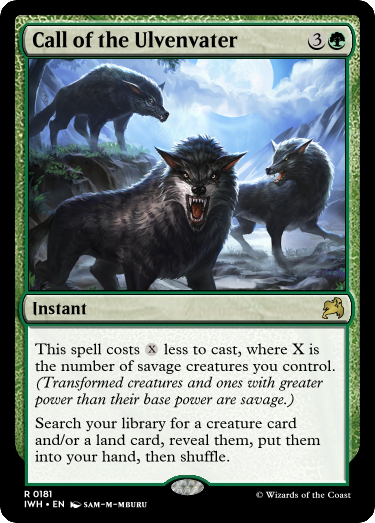 Call of the Ulvenvater 3
Instant
This spell costs X less to cast, where X is
the number of savage creatures you control.
(Transformed creatures and ones with greater
power than their base power are savage.)
Search your library for a creature card
and/or a land card, reveal them, put them
into your hand, then shuffle.
R 0181
IWH • EN SAM-M-MBURU
© Wizards of the Coast